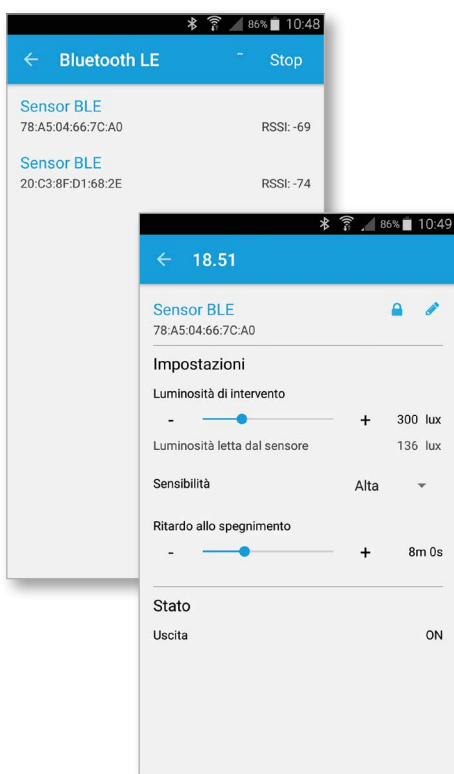 86% 10:48
Bluetooth LE Stop
Sensor BLE
78:A5:04:66:7C:A0 RSSI: -69
Sensor BLE
20:C3:8F:D1:68:2E RSSI: -74
86% 10:49
18.51
Sensor BLE
78:A5:04:66:7C:A0
Impostazioni
Luminosità di intervento
- + 300 lux
Luminosità letta dal sensore 136 lux
Sensibilità Alta
Ritardo allo spegnimento
- + 8m 0s
Stato
Uscita ON